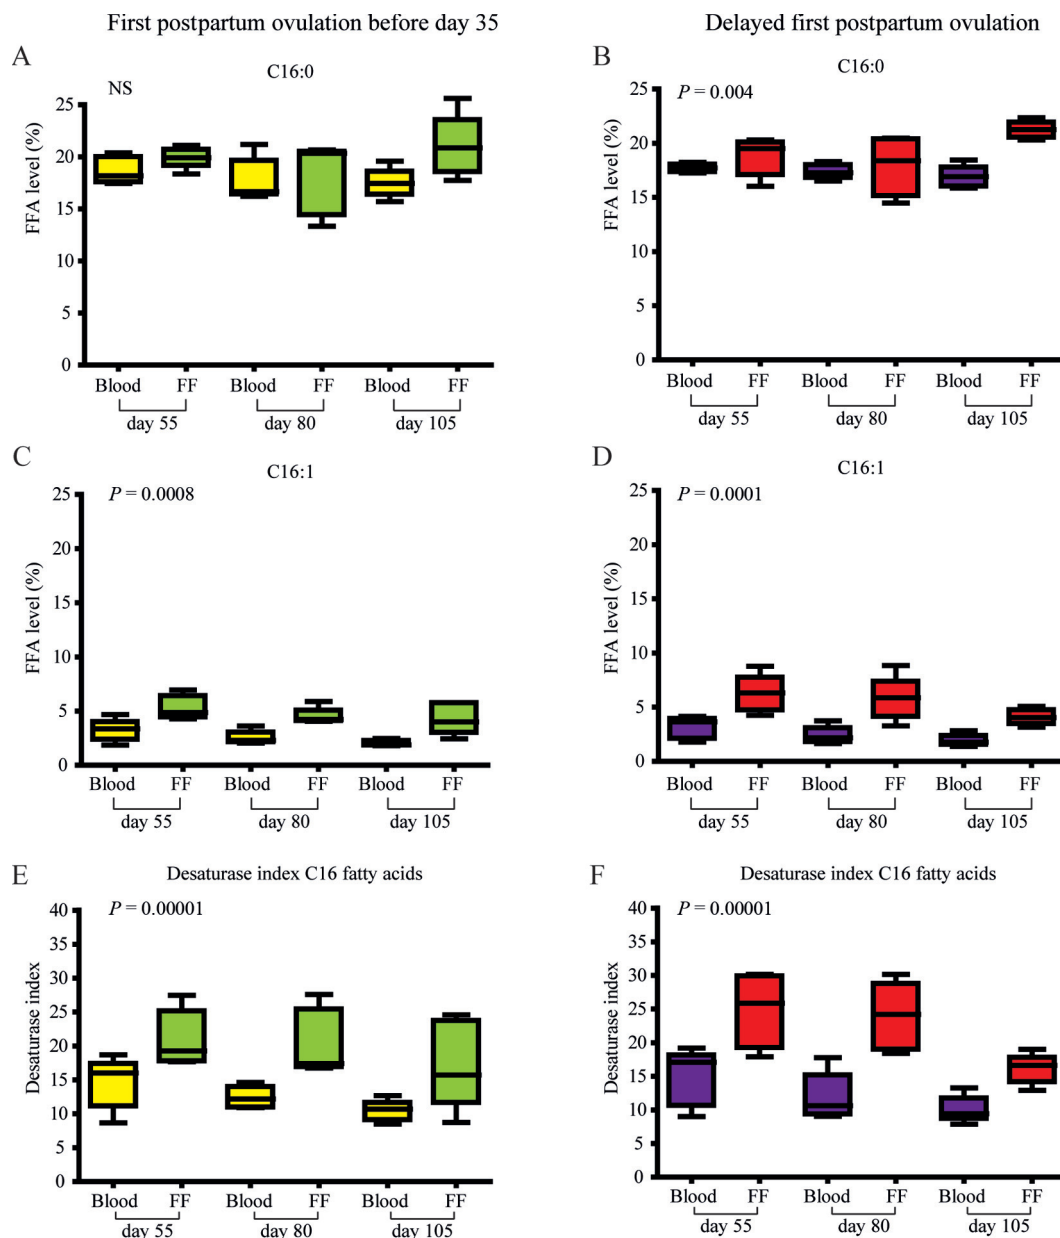 First postpartum ovulation before day 35
Delayed first postpartum ovulation
A
C16:0
NS
FFA level (%)
25
20
15
10
5
0
Blood FF Blood FF Blood FF
day 55 day 80 day 105
B
C16:0
P = 0.004
FFA level (%)
25
20
15
10
5
0
Blood FF Blood FF Blood FF
day 55 day 80 day 105
C
C16:1
P = 0.0008
FFA level (%)
25
20
15
10
5
0
Blood FF Blood FF Blood FF
day 55 day 80 day 105
D
C16:1
P = 0.0001
FFA level (%)
25
20
15
10
5
0
Blood FF Blood FF Blood FF
day 55 day 80 day 105
E
Desaturase index C16 fatty acids
P = 0.00001
Desaturase index
40
35
30
25
20
15
10
5
0
Blood FF Blood FF Blood FF
day 55 day 80 day 105
F
Desaturase index C16 fatty acids
P = 0.00001
Desaturase index
40
35
30
25
20
15
10
5
0
Blood FF Blood FF Blood FF
day 55 day 80 day 105